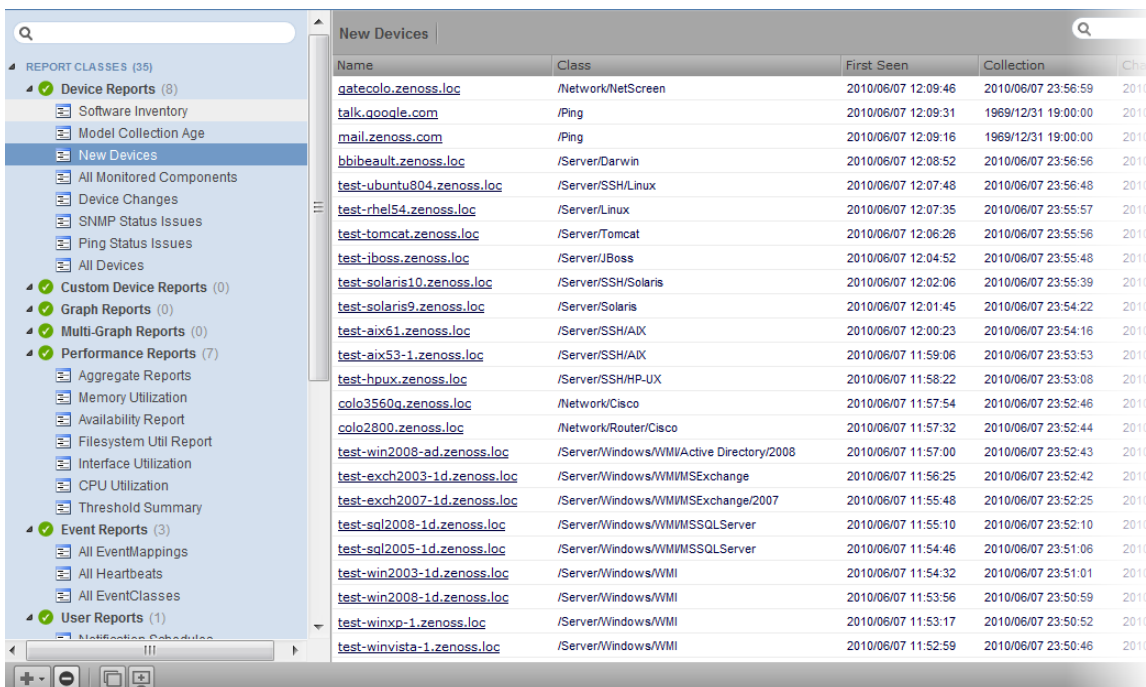 New Devices
REPORT CLASSES (35)
Device Reports (8)
Software Inventory
Model Collection Age
New Devices
All Monitored Components
Device Changes
SNMP Status Issues
Ping Status Issues
All Devices
Custom Device Reports (0)
Graph Reports (0)
Multi-Graph Reports (0)
Performance Reports (7)
Aggregate Reports
Memory Utilization
Availability Report
Filesystem Util Report
Interface Utilization
CPU Utilization
Threshold Summary
Event Reports (3)
All EventMappings
All Heartbeats
All EventClasses
User Reports (1)
Notification Schedules
Name Class First Seen Collection Cha
gatecolo.zenoss.loc /Network/NetScreen 2010/06/07 12:09:46 2010/06/07 23:56:59 2010
talk.google.com /Ping 2010/06/07 12:09:31 1969/12/31 19:00:00 2010
mail.zenoss.com /Ping 2010/06/07 12:09:16 1969/12/31 19:00:00 2010
bbibeault.zenoss.loc /Server/Darwin 2010/06/07 12:08:52 2010/06/07 23:56:56 2010
test-ubuntu804.zenoss.loc /Server/SSH/Linux 2010/06/07 12:07:48 2010/06/07 23:56:48 2010
test-rhel54.zenoss.loc /Server/Linux 2010/06/07 12:07:35 2010/06/07 23:55:57 2010
test-tomcat.zenoss.loc /Server/Tomcat 2010/06/07 12:06:26 2010/06/07 23:55:56 2010
test-jboss.zenoss.loc /Server/JBoss 2010/06/07 12:04:52 2010/06/07 23:55:48 2010
test-solaris10.zenoss.loc /Server/SSH/Solaris 2010/06/07 12:02:06 2010/06/07 23:55:39 2010
test-solaris9.zenoss.loc /Server/Solaris 2010/06/07 12:01:45 2010/06/07 23:54:22 2010
test-aix61.zenoss.loc /Server/SSH/AIX 2010/06/07 12:00:23 2010/06/07 23:54:16 2010
test-aix53-1.zenoss.loc /Server/SSH/AIX 2010/06/07 11:59:06 2010/06/07 23:53:53 2010
test-hpux.zenoss.loc /Server/SSH/HP-UX 2010/06/07 11:58:22 2010/06/07 23:53:08 2010
colo3560g.zenoss.loc /Network/Cisco 2010/06/07 11:57:54 2010/06/07 23:52:46 2010
colo2800.zenoss.loc /Network/Router/Cisco 2010/06/07 11:57:32 2010/06/07 23:52:44 2010
test-win2008-ad.zenoss.loc /Server/Windows/WMI/Active Directory/2008 2010/06/07 11:57:00 2010/06/07 23:52:43 2010
test-exch2003-1d.zenoss.loc /Server/Windows/WMI/MSExchange 2010/06/07 11:56:25 2010/06/07 23:52:42 2010
test-exch2007-1d.zenoss.loc /Server/Windows/WMI/MSExchange/2007 2010/06/07 11:55:48 2010/06/07 23:52:25 2010
test-sql2008-1d.zenoss.loc /Server/Windows/WMI/MSSQLServer 2010/06/07 11:55:10 2010/06/07 23:52:10 2010
test-sql2005-1d.zenoss.loc /Server/Windows/WMI/MSSQLServer 2010/06/07 11:54:46 2010/06/07 23:51:06 2010
test-win2003-1d.zenoss.loc /Server/Windows/WMI 2010/06/07 11:54:32 2010/06/07 23:51:01 2010
test-win2008-1d.zenoss.loc /Server/Windows/WMI 2010/06/07 11:53:56 2010/06/07 23:50:59 2010
test-winxp-1.zenoss.loc /Server/Windows/WMI 2010/06/07 11:53:17 2010/06/07 23:50:52 2010
test-winvista-1.zenoss.loc /Server/Windows/WMI 2010/06/07 11:52:59 2010/06/07 23:50:46 2010